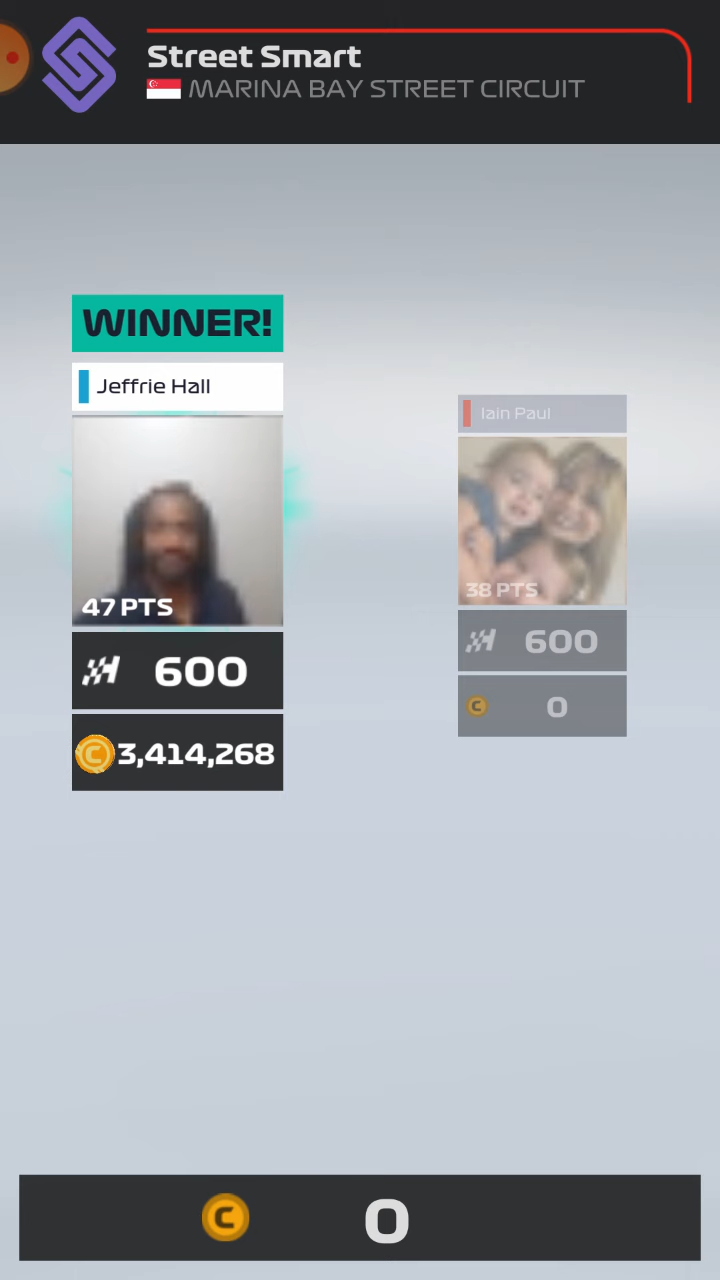 Street Smart
MARINA BAY STREET CIRCUIT
WINNER!
Jeffrie Hall
47 PTS
600
3,414,268
Iain Paul
38 PTS
600
0
0